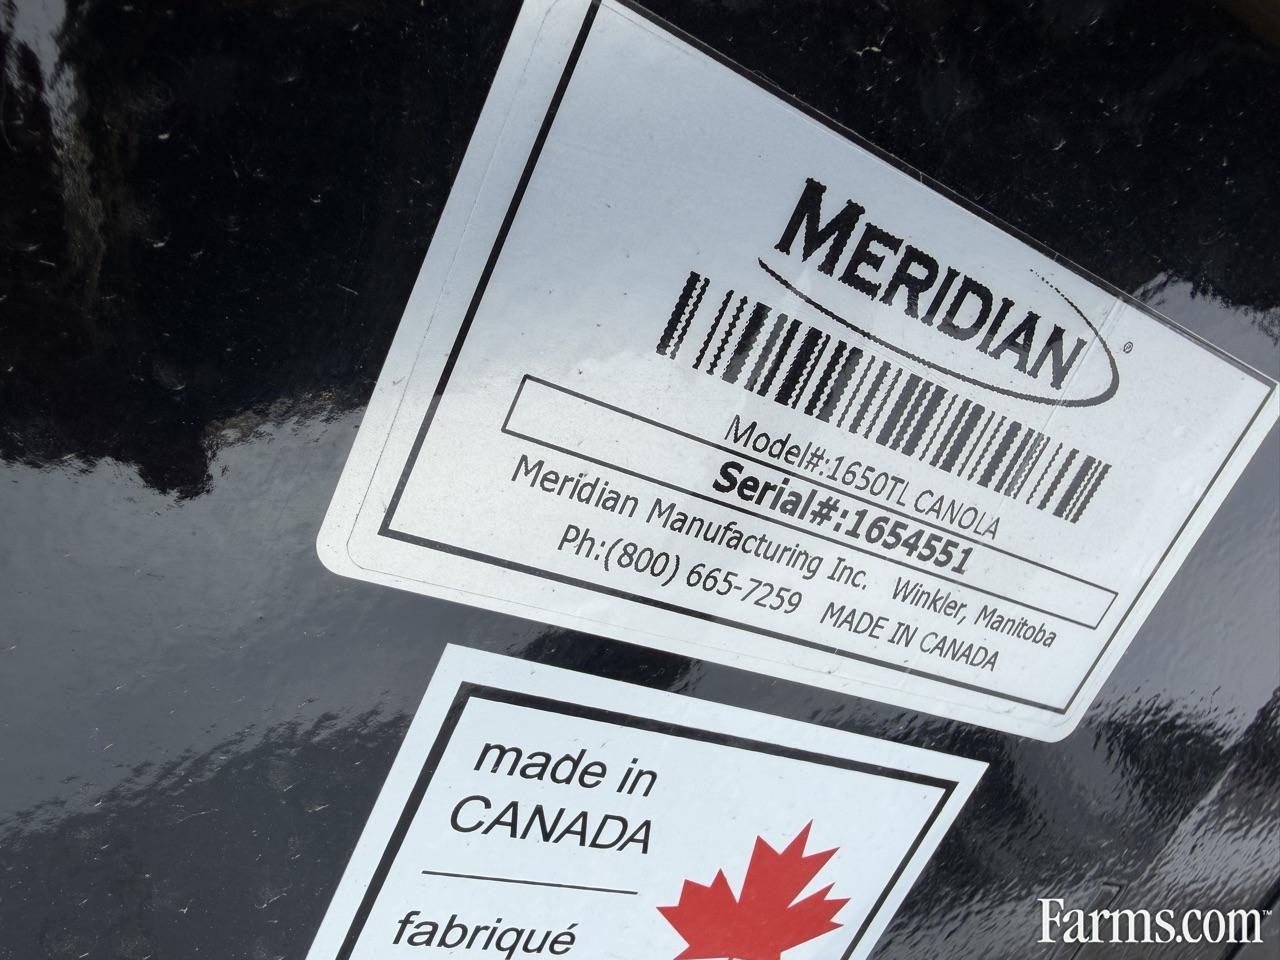 MERIDIAN®
Model#:1650TL CANOLA
Serial#:1654551
Meridian Manufacturing Inc. Winkler, Manitoba
Ph:(800) 665-7259 MADE IN CANADA
made in
CANADA
fabriqué
Farms.com™